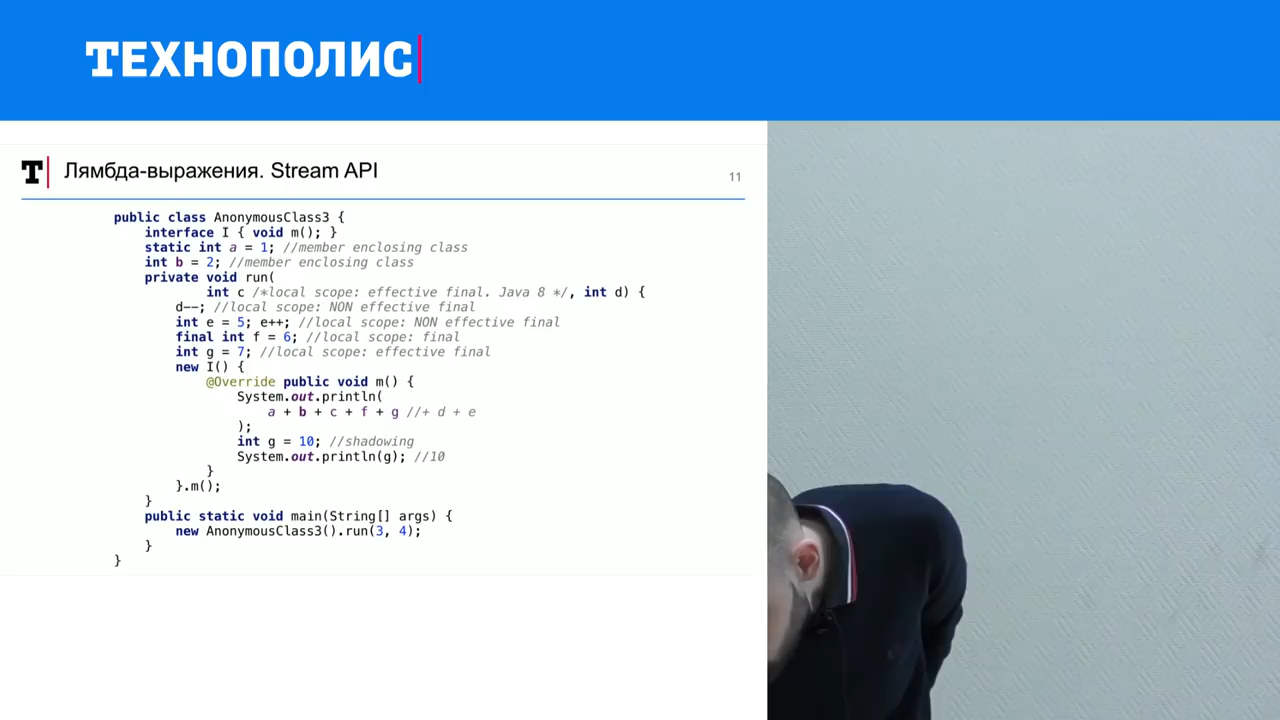 ТЕХНОПОЛИС
Т Лямбда-выражения. Stream API
11
public class AnonymousClass3 {
interface I { void m(); }
static int a = 1; //member enclosing class
int b = 2; //member enclosing class
private void run(
int c /*local scope: effective final. Java 8 */, int d) {
d--; //local scope: NON effective final
int e = 5; e++; //local scope: NON effective final
final int f = 6; //local scope: final
int g = 7; //local scope: effective final
new I() {
@Override public void m() {
System.out.println(
a + b + c + f + g //+ d + e
);
int g = 10; //shadowing
System.out.println(g); //10
}
}.m();
}
public static void main(String[] args) {
new AnonymousClass3().run(3, 4);
}
}